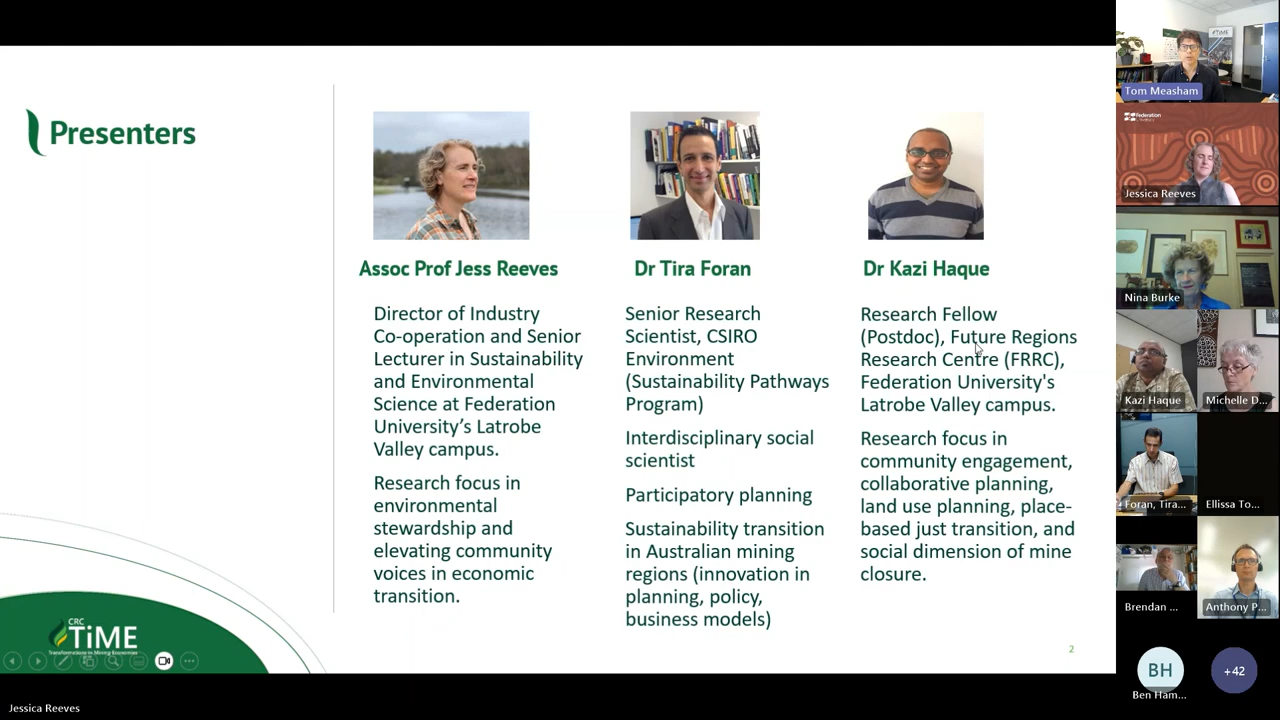 Presenters
Assoc Prof Jess Reeves
Director of Industry
Co-operation and Senior
Lecturer in Sustainability
and Environmental
Science at Federation
University’s Latrobe
Valley campus.
Research focus in
environmental
stewardship and
elevating community
voices in economic
transition.
Dr Tira Foran
Senior Research
Scientist, CSIRO
Environment
(Sustainability Pathways
Program)
Interdisciplinary social
scientist
Participatory planning
Sustainability transition
in Australian mining
regions (innovation in
planning, policy,
business models)
Dr Kazi Haque
Research Fellow
(Postdoc), Future Regions
Research Centre (FRRC),
Federation University's
Latrobe Valley campus.
Research focus in
community engagement,
collaborative planning,
land use planning, place-
based just transition, and
social dimension of mine
closure.
CRC
TiME
Transformations in Mining Economies
2
Jessica Reeves
Tom Measham
Federation
Jessica Reeves
Nina Burke
Kazi Haque
Michelle D...
Foran, Tira...
Ellissa To...
Brendan ...
Anthony P...
BH
Ben Ham...
+42